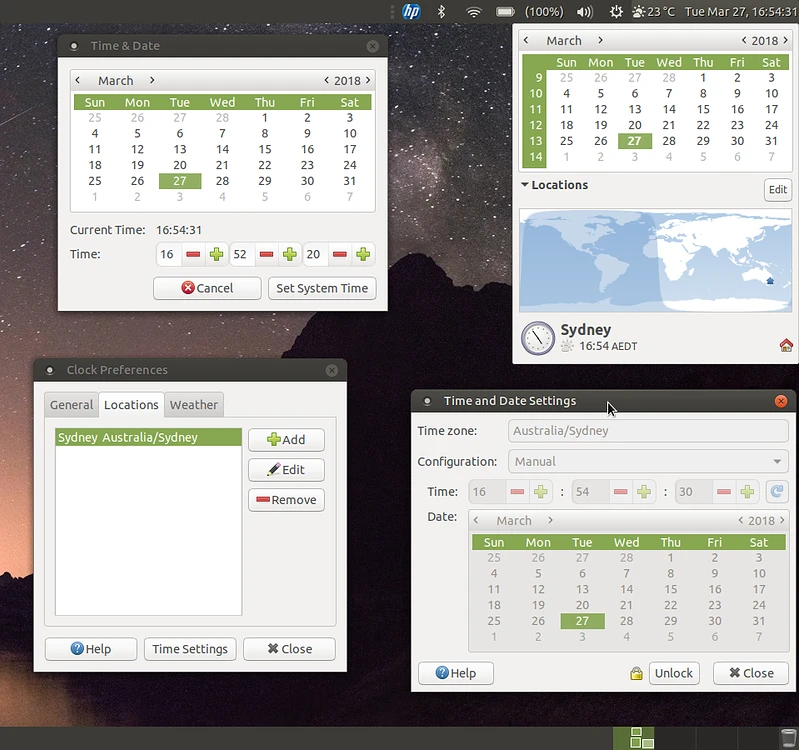 hp (100%) 23 °C Tue Mar 27, 16:54:31
Time & Date
March 2018
Sun Mon Tue Wed Thu Fri Sat
25 26 27 28 1 2 3
4 5 6 7 8 9 10
11 12 13 14 15 16 17
18 19 20 21 22 23 24
25 26 27 28 29 30 31
1 2 3 4 5 6 7
Current Time: 16:54:31
Time: 16 52 20
Cancel Set System Time
March 2018
Sun Mon Tue Wed Thu Fri Sat
9 25 26 27 28 1 2 3
10 4 5 6 7 8 9 10
11 11 12 13 14 15 16 17
12 18 19 20 21 22 23 24
13 25 26 27 28 29 30 31
14 1 2 3 4 5 6 7
Locations Edit
Sydney
16:54 AEDT
Clock Preferences
General Locations Weather
Sydney Australia/Sydney
Add
Edit
Remove
Help Time Settings Close
Time and Date Settings
Time zone: Australia/Sydney
Configuration: Manual
Time: 16 : 54 : 30
Date: March 2018
Sun Mon Tue Wed Thu Fri Sat
25 26 27 28 1 2 3
4 5 6 7 8 9 10
11 12 13 14 15 16 17
18 19 20 21 22 23 24
25 26 27 28 29 30 31
1 2 3 4 5 6 7
Help Unlock Close